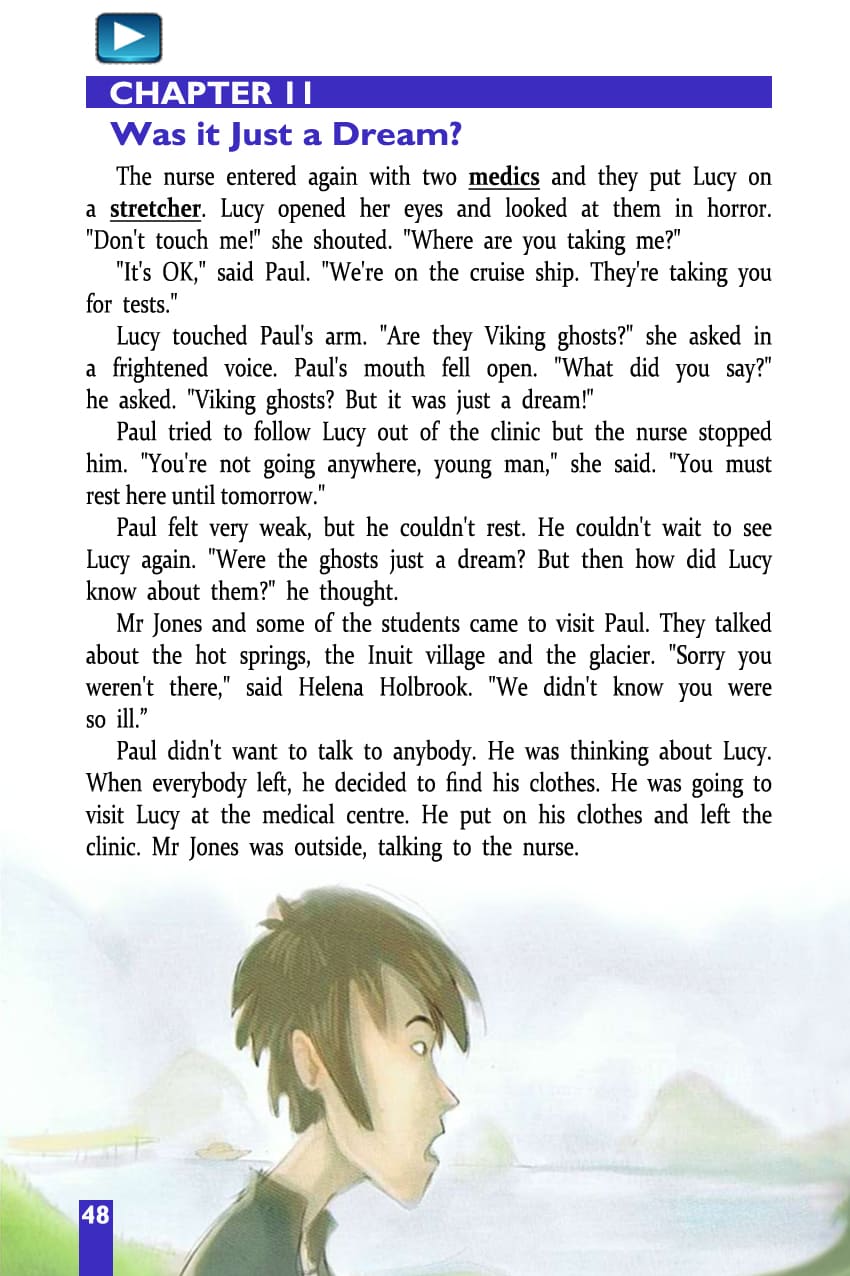 CHAPTER 11
Was it Just a Dream?
The nurse entered again with two medics and they put Lucy on
a stretcher. Lucy opened her eyes and looked at them in horror.
"Don't touch me!" she shouted. "Where are you taking me?"
"It's OK," said Paul. "We're on the cruise ship. They're taking you
for tests."
Lucy touched Paul's arm. "Are they Viking ghosts?" she asked in
a frightened voice. Paul's mouth fell open. "What did you say?"
he asked. "Viking ghosts? But it was just a dream!"
Paul tried to follow Lucy out of the clinic but the nurse stopped
him. "You're not going anywhere, young man," she said. "You must
rest here until tomorrow."
Paul felt very weak, but he couldn't rest. He couldn't wait to see
Lucy again. "Were the ghosts just a dream? But then how did Lucy
know about them?" he thought.
Mr Jones and some of the students came to visit Paul. They talked
about the hot springs, the Inuit village and the glacier. "Sorry you
weren't there," said Helena Holbrook. "We didn't know you were
so ill.”
Paul didn't want to talk to anybody. He was thinking about Lucy.
When everybody left, he decided to find his clothes. He was going to
visit Lucy at the medical centre. He put on his clothes and left the
clinic. Mr Jones was outside, talking to the nurse.
48